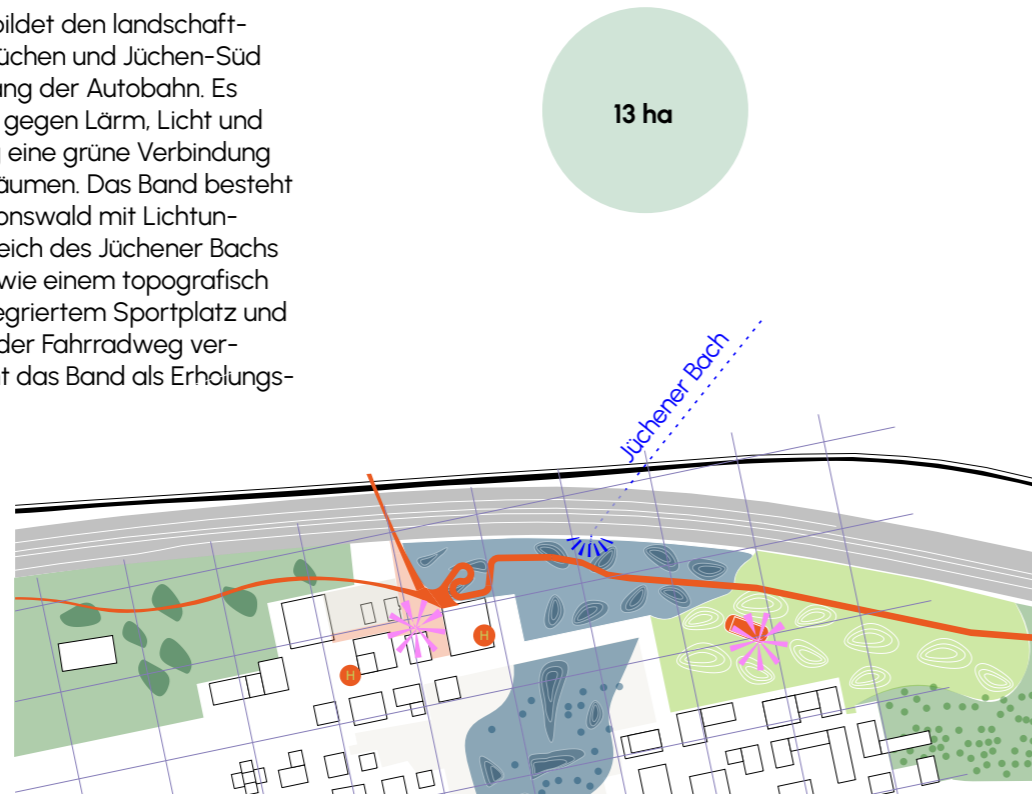 bildet den landschaft-
üchen und Jüchen-Süd
ung der Autobahn. Es
gegen Lärm, Licht und
eine grüne Verbindung
äumen. Das Band besteht
onswald mit Lichtun-
eich des Jüchener Bachs
wie einem topografisch
egriertem Sportplatz und
der Fahrradweg ver-
t das Band als Erholungs-
13 ha
Jüchener Bach
H
H